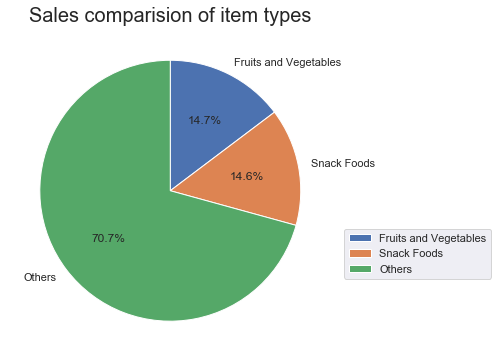 Sales comparision of item types
Fruits and Vegetables
14.7%
Snack Foods
14.6%
70.7%
Others
Fruits and Vegetables
Snack Foods
Others